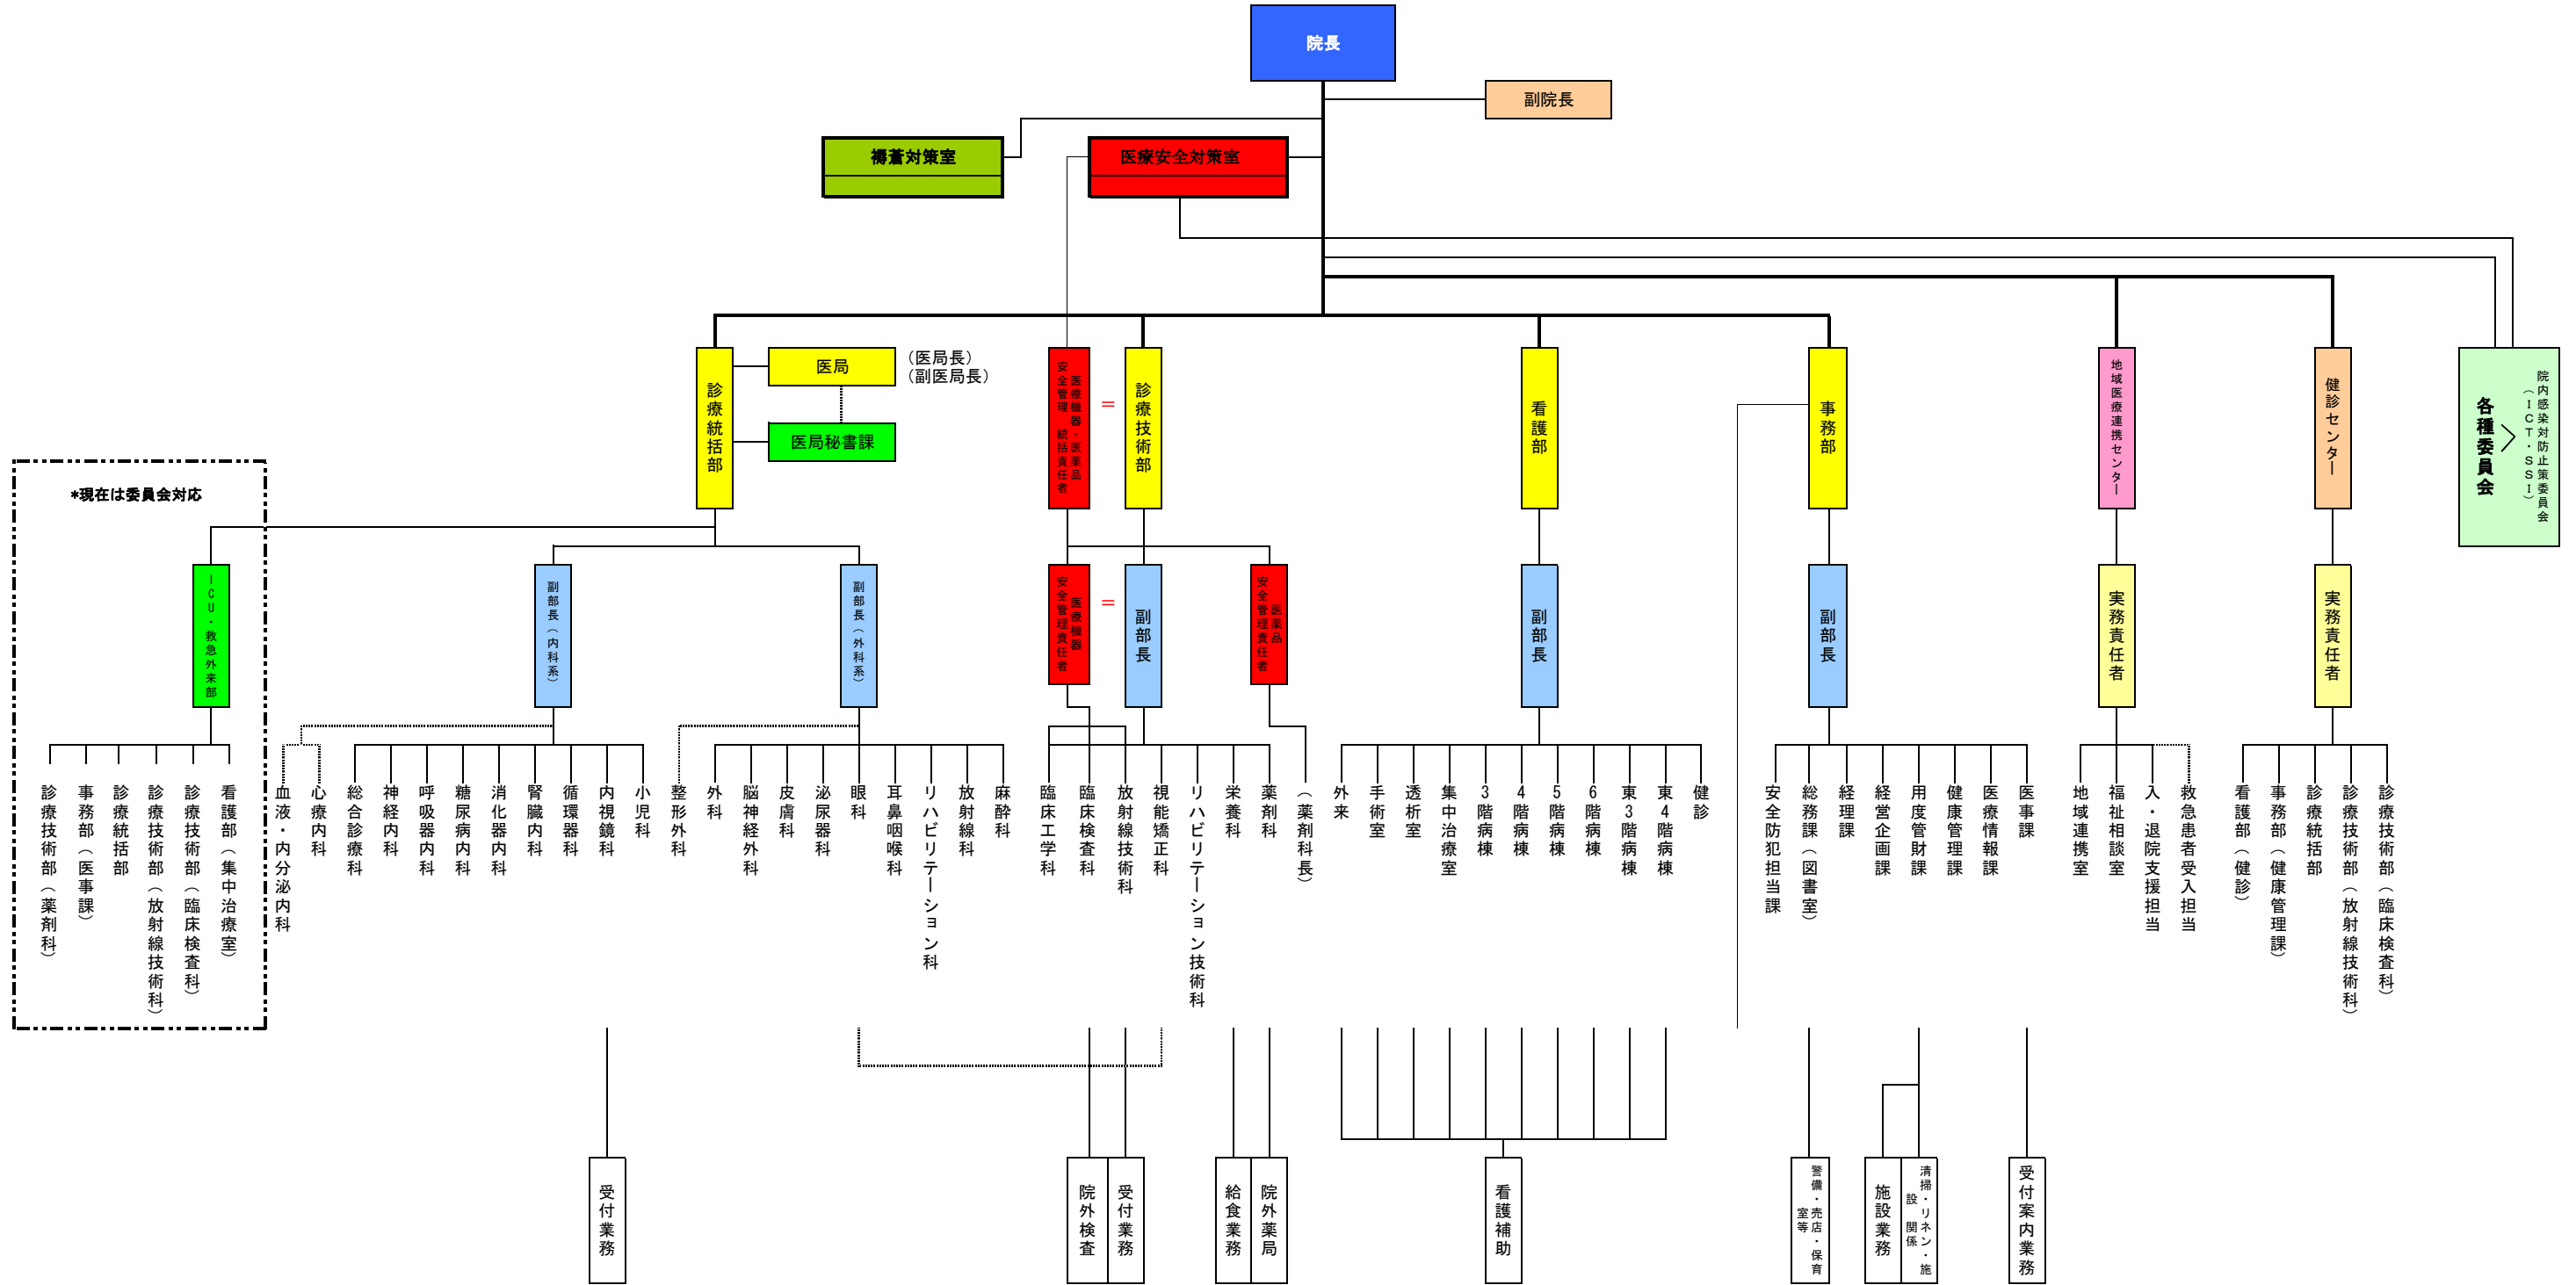 院長
副院長
褥蒼対策室
医療安全対策室
診療統括部
医局
(医局長)
(副医局長)
医局秘書課
医療機器・医薬品
安全管理 統括責任者
=
診療技術部
看護部
事務部
地域医療連携センター
健診センター
院内感染対防止策委員会
(ICT・SSI)
各種委員会
*現在は委員会対応
ICU・救急外来部
副部長(内科系)
副部長(外科系)
医療機器
安全管理責任者
=
副部長
医薬品
安全管理責任者
副部長
副部長
実務責任者
実務責任者
診療技術部(薬剤科)
事務部(医事課)
診療統括部
診療技術部(放射線技術科)
診療技術部(臨床検査科)
看護部(集中治療室)
血液・内分泌内科
心療内科
総合診療科
神経内科
呼吸器内科
糖尿病内科
消化器内科
腎臓内科
循環器科
内視鏡科
小児科
整形外科
外科
脳神経外科
皮膚科
泌尿器科
眼科
耳鼻咽喉科
リハビリテーション科
放射線科
麻酔科
臨床工学科
臨床検査科
放射線技術科
視能矯正科
リハビリテーション技術科
栄養科
薬剤科
(薬剤科長)
外来
手術室
透析室
集中治療室
3階病棟
4階病棟
5階病棟
6階病棟
東3階病棟
東4階病棟
健診
安全防犯担当課
総務課(図書室)
経理課
経営企画課
用度管財課
健康管理課
医療情報課
医事課
地域連携室
福祉相談室
入・退院支援担当
救急患者受入担当
看護部(健診)
事務部(健康管理課)
診療統括部
診療技術部(放射線技術科)
診療技術部(臨床検査科)
受付業務
院外検査
受付業務
給食業務
院外薬局
看護補助
警備・売店・保育
室等
施設業務
清掃・リネン・施
設 関係
受付案内業務